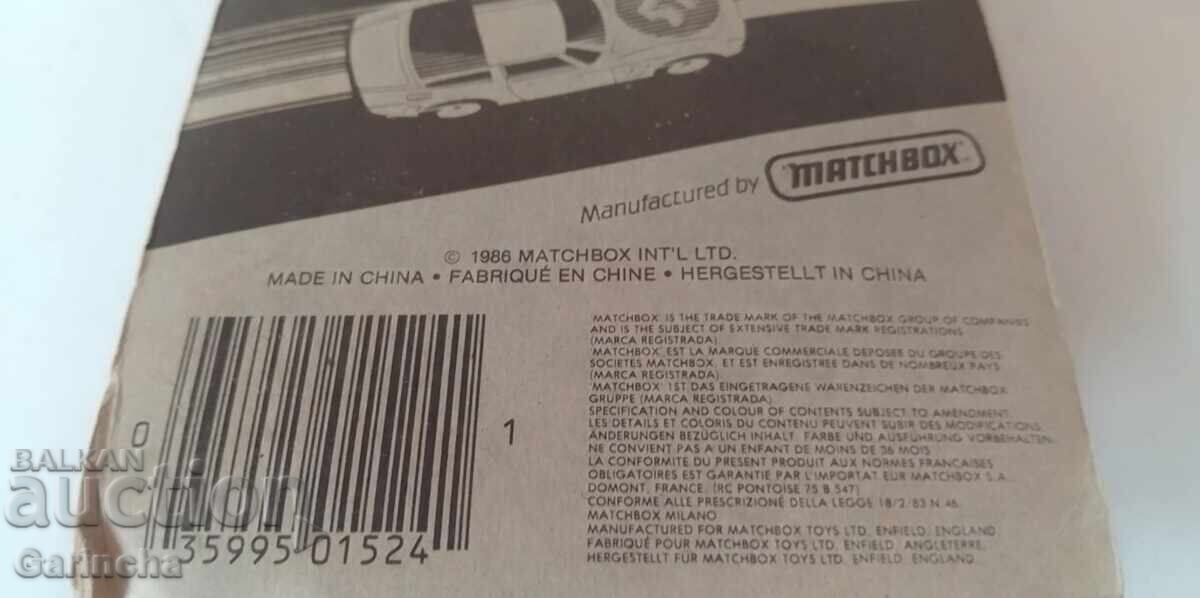 Manufactured by MATCHBOX
© 1986 MATCHBOX INT'L LTD.
MADE IN CHINA • FABRIQUÉ EN CHINE • HERGESTELLT IN CHINA
'MATCHBOX' IS THE TRADE MARK OF THE MATCHBOX GROUP OF COMPANIES
AND IS THE SUBJECT OF EXTENSIVE TRADE MARK REGISTRATIONS
(MARCA REGISTRADA)
'MATCHBOX' EST LA MARQUE COMMERCIALE DEPOSEE DU GROUPE DES
SOCIETES MATCHBOX, ET EST ENREGISTREE DANS DE NOMBREUX PAYS
(MARCA REGISTRADA)
'MATCHBOX' IST DAS EINGETRAGENE WARENZEICHEN DER MATCHBOX
GRUPPE (MARCA REGISTRADA)
SPECIFICATION AND COLOUR OF CONTENTS SUBJECT TO AMENDMENT.
LES DETAILS ET COLORIS DU CONTENU PEUVENT SUBIR DES MODIFICATIONS
ÄNDERUNGEN BEZÜGLICH INHALT, FARBE UND AUSFÜHRUNG VORBEHALTEN.
NE CONVIENT PAS A UN ENFANT DE MOINS DE 36 MOIS
LA CONFORMITE DU PRESENT PRODUIT AUX NORMES FRANCAISES
OBLIGATOIRES EST GARANTIE PAR L'IMPORTAT EUR MATCHBOX S.A.,
DOMONT, FRANCE. (RC PONTOISE 75 B 547)
CONFORME ALLE PRESCRIZIONE DELLA LEGGE 18/2/83 N.46
MATCHBOX MILANO
MANUFACTURED FOR MATCHBOX TOYS LTD. ENFIELD, ENGLAND.
FABRIQUÉ POUR MATCHBOX TOYS LTD. ENFIELD, ANGLETERRE.
HERGESTELLT FÜR MATCHBOX TOYS LTD. ENFIELD, ENGLAND.
0 35995 01524 1
BALKAN
auction
Garincha